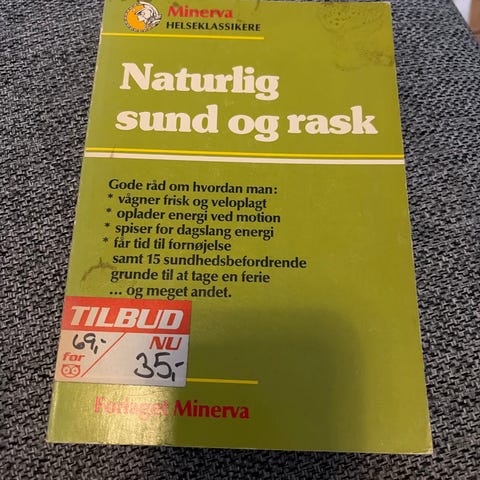 Minerva
HELSEKLASSIKERE
Naturlig
sund og rask
Gode råd om hvordan man:
* vågner frisk og veloplagt
* oplader energi ved motion
* spiser for dagslang energi
* får tid til fornøjelse
samt 15 sundhedsbefordrende
grunde til at tage en ferie
... og meget andet.
TILBUD
69,- NU
før 35,-
Forlaget Minerva